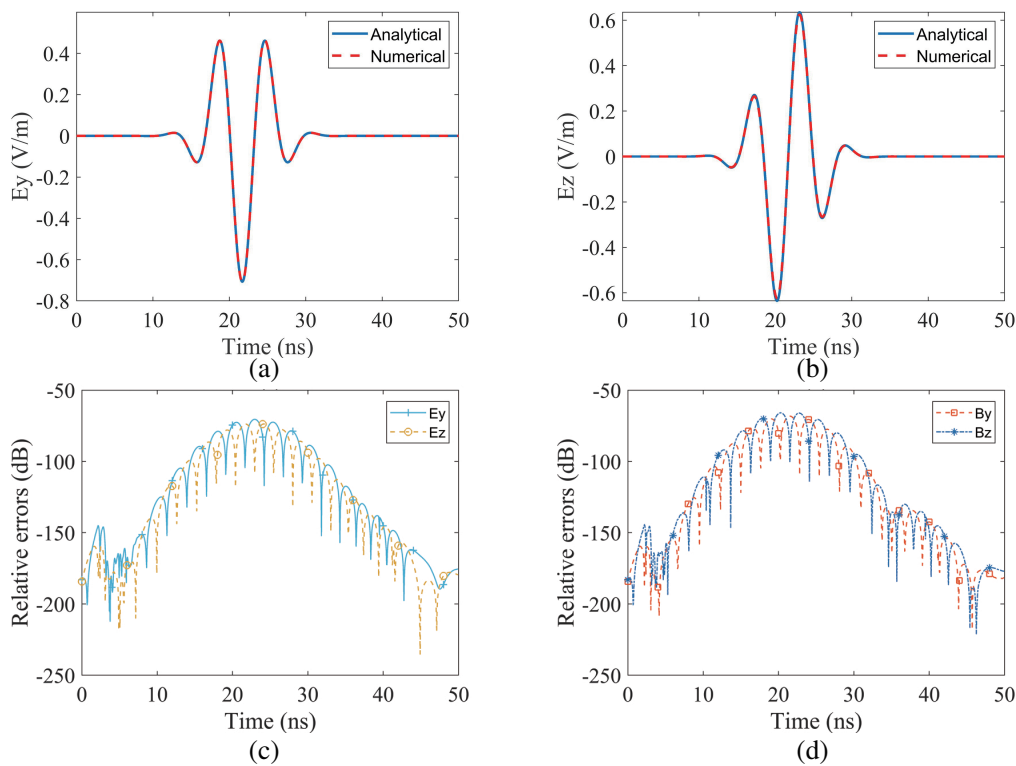 Ey (V/m)
0.4
0.2
0
-0.2
-0.4
-0.6
-0.8
Analytical
Numerical
0 10 20 30 40 50
Time (ns)
(a)
Ez (V/m)
0.6
0.4
0.2
0
-0.2
-0.4
-0.6
Analytical
Numerical
0 10 20 30 40 50
Time (ns)
(b)
Relative errors (dB)
-50
-100
-150
-200
-250
Ey
Ez
0 10 20 30 40 50
Time (ns)
(c)
Relative errors (dB)
-50
-100
-150
-200
-250
By
Bz
0 10 20 30 40 50
Time (ns)
(d)